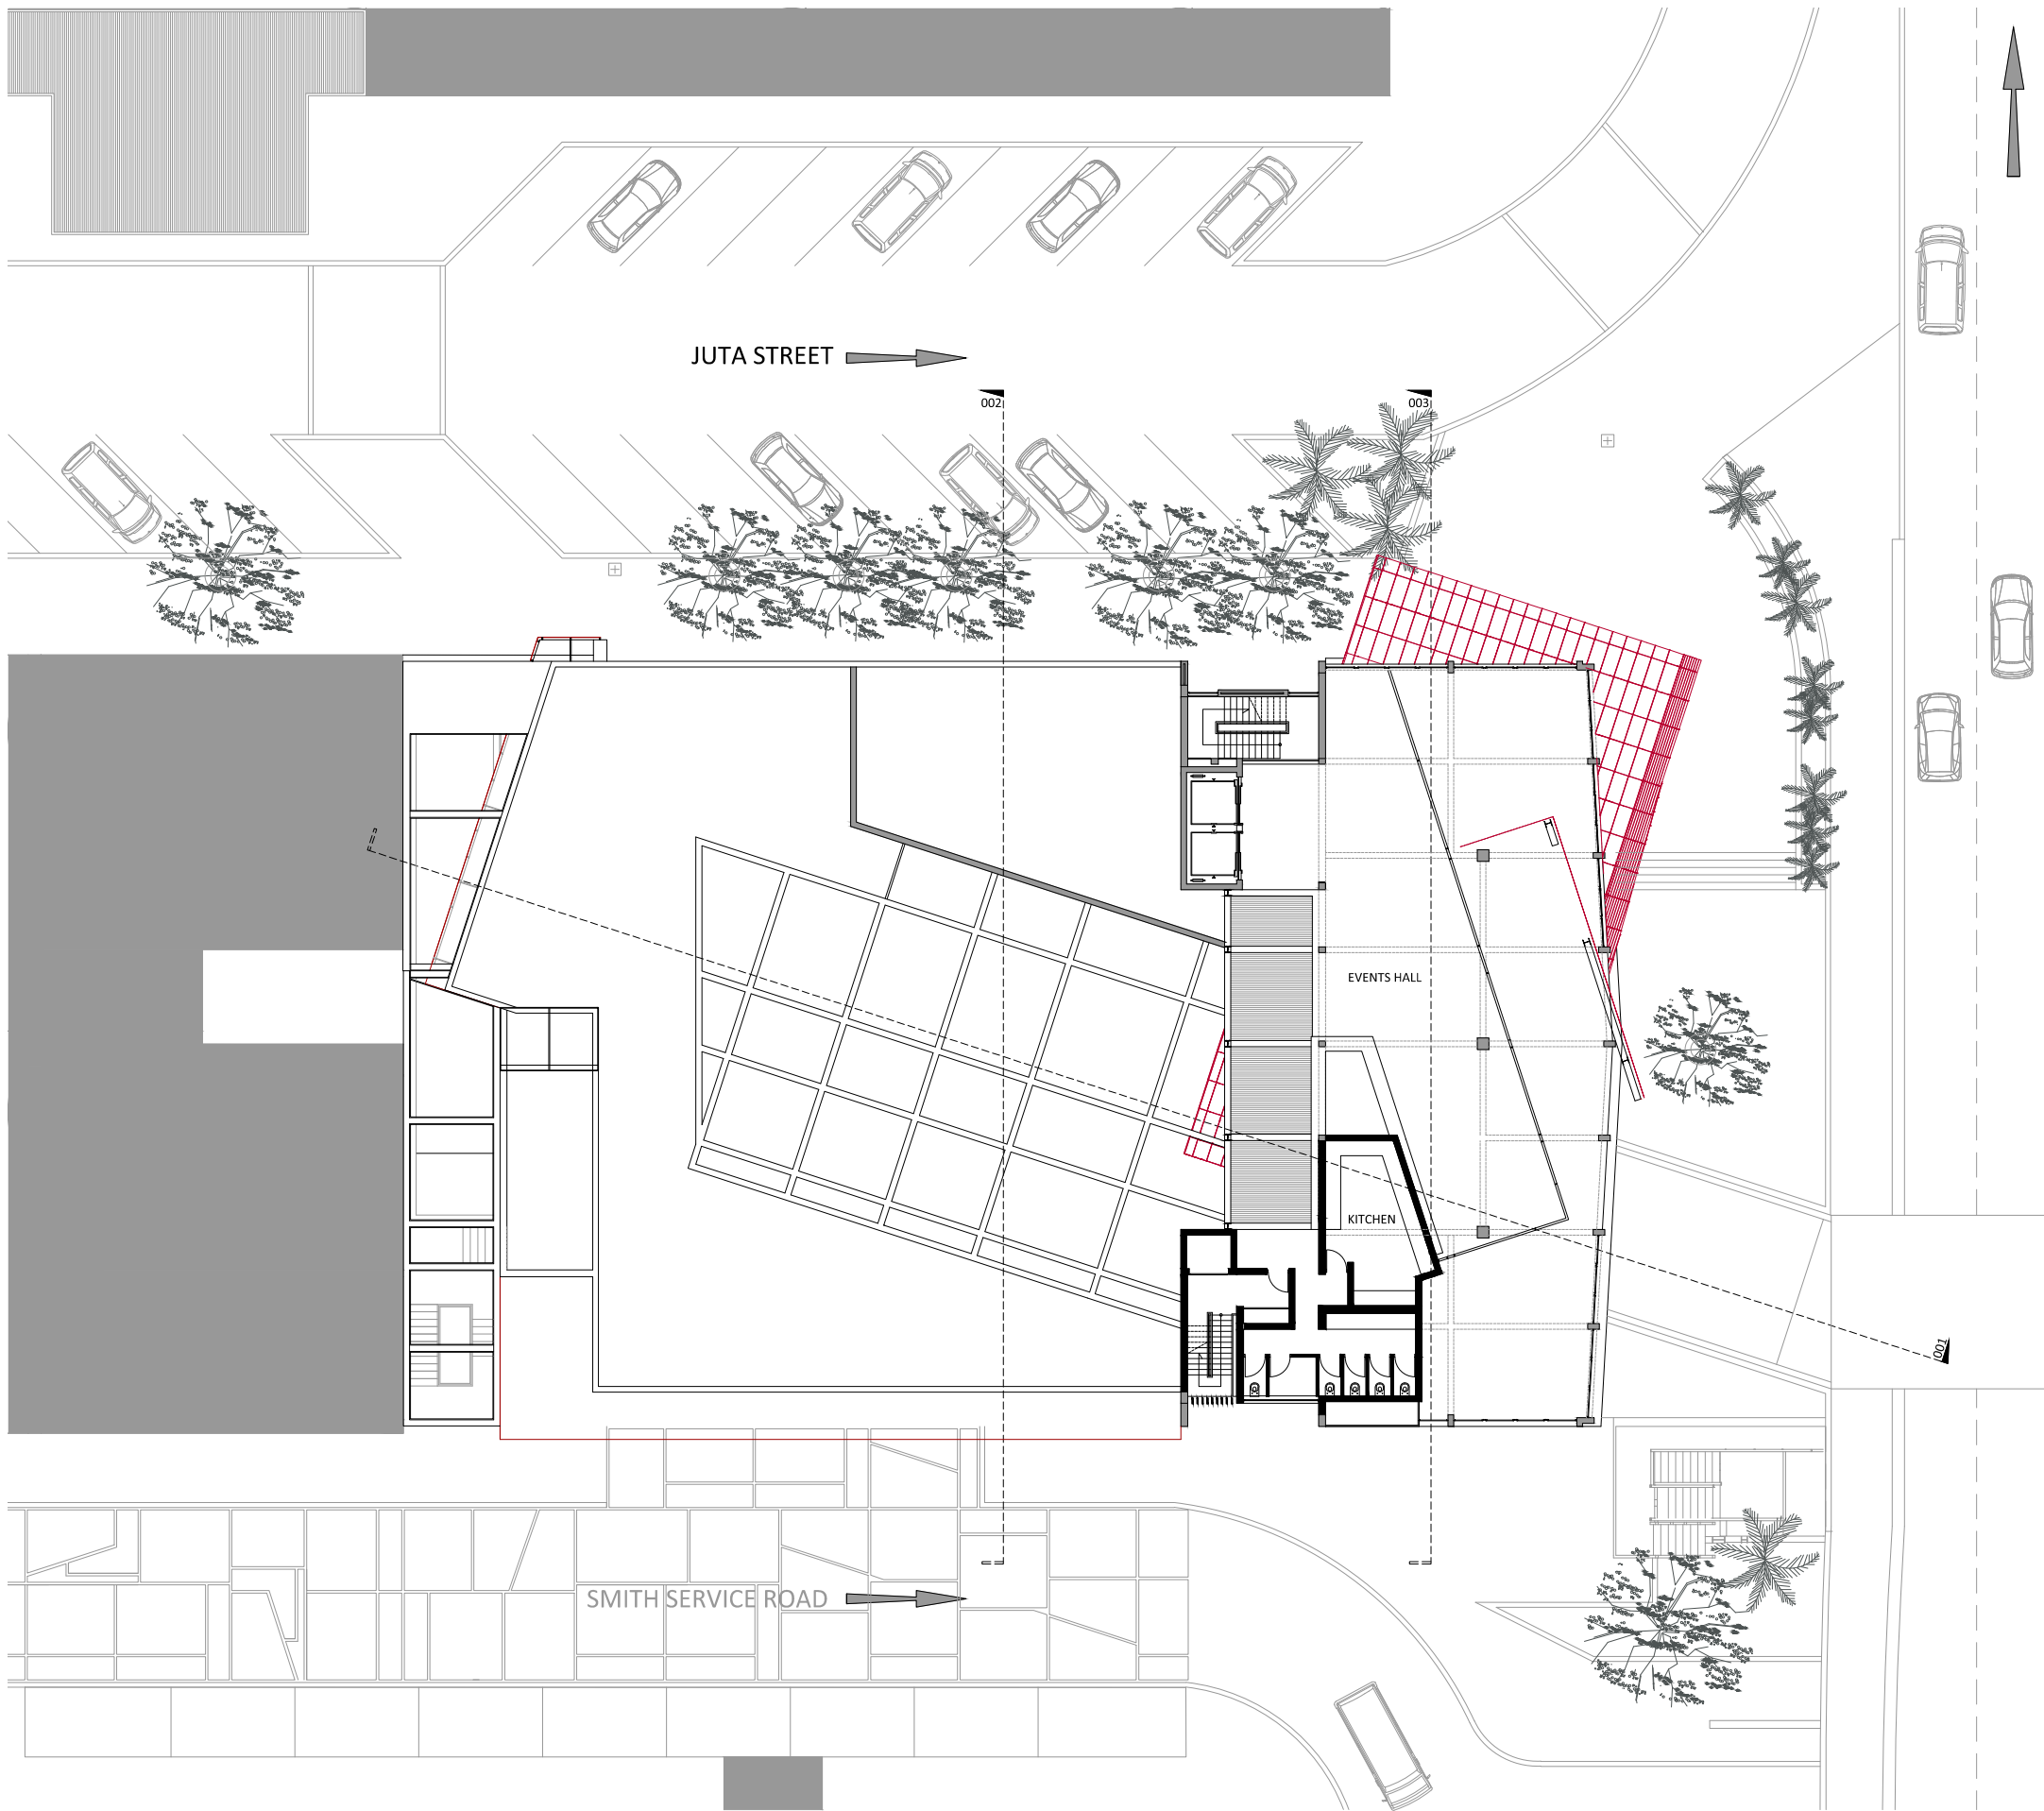 JUTA STREET
002
003
EVENTS HALL
KITCHEN
001
SMITH SERVICE ROAD